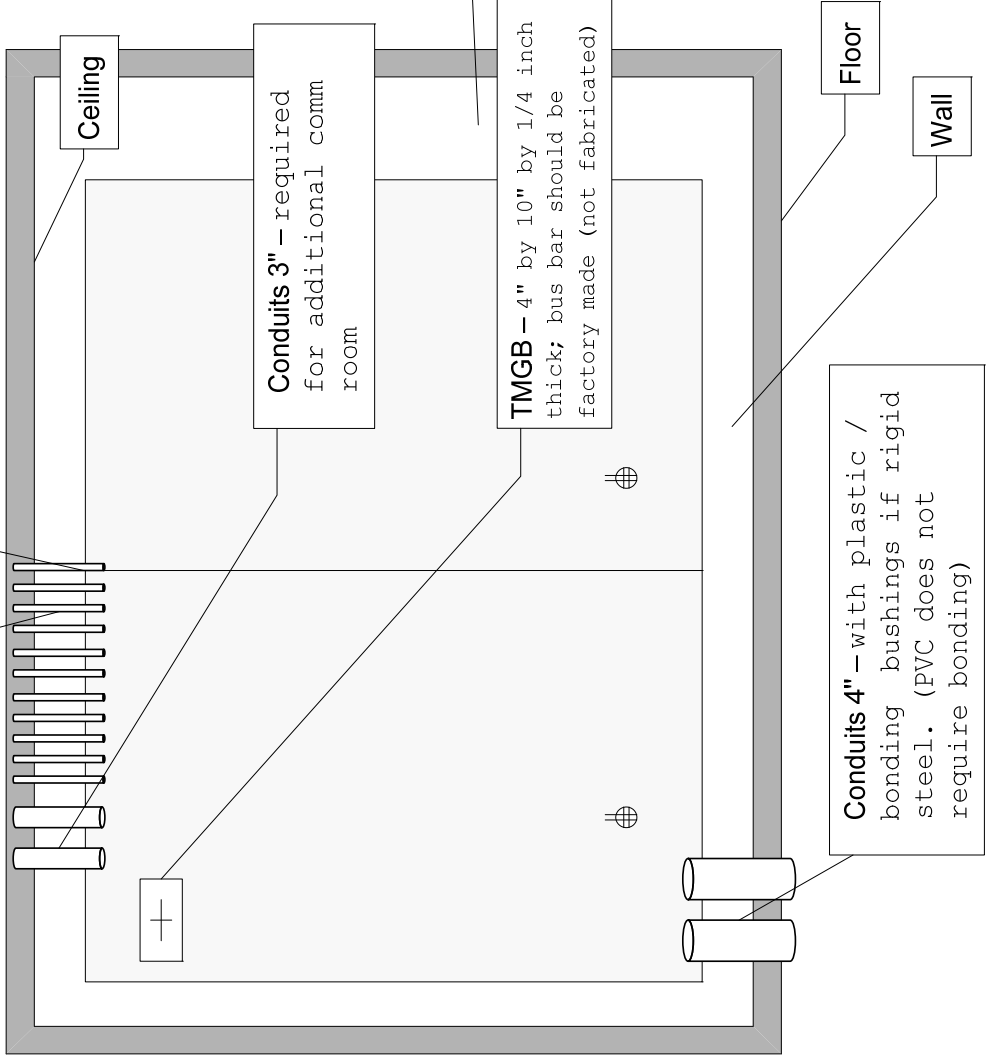 Ceiling
Conduits 3" – required
for additional comm
room
TMGB – 4" by 10" by 1/4 inch
thick; bus bar should be
factory made (not fabricated)
Floor
Wall
Conduits 4" – with plastic /
bonding bushings if rigid
steel. (PVC does not
require bonding)